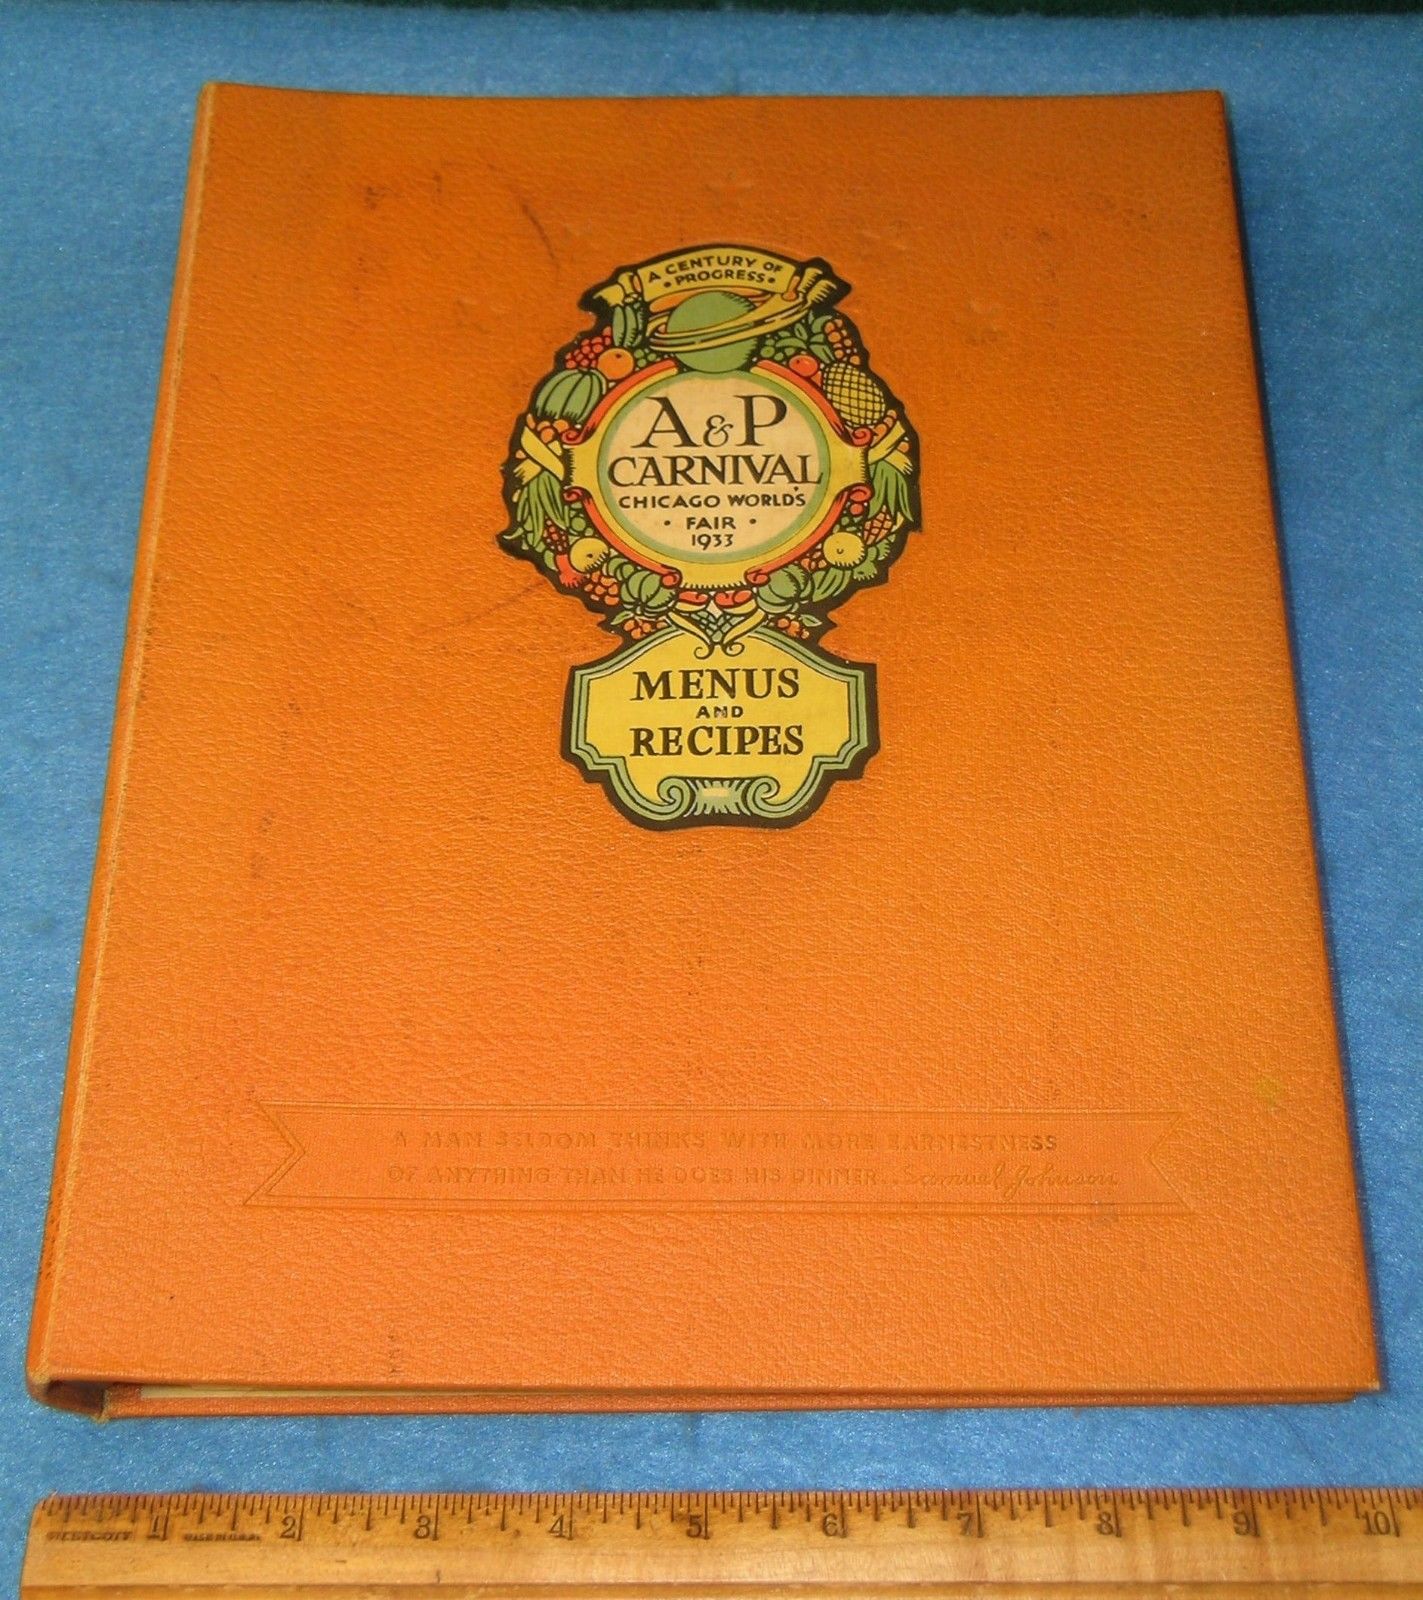 A CENTURY OF
• PROGRESS •
A & P
CARNIVAL
CHICAGO WORLD'S
• FAIR •
1933
MENUS
AND
RECIPES
A MAN SELDOM THINKS WITH MORE EARNESTNESS
OF ANYTHING THAN HE DOES HIS DINNER.. Samuel Johnson
WESTCOTT 1 2 3 4 5 6 7 8 9 10